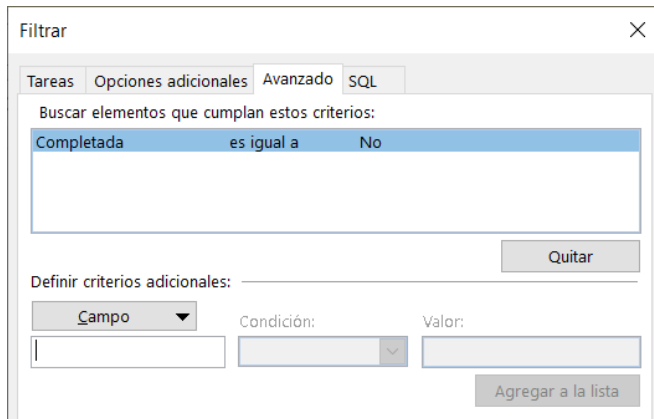 Filtrar
Tareas Opciones adicionales Avanzado SQL
Buscar elementos que cumplan estos criterios:
Completada es igual a No
Quitar
Definir criterios adicionales:
Campo Condición: Valor:
Agregar a la lista